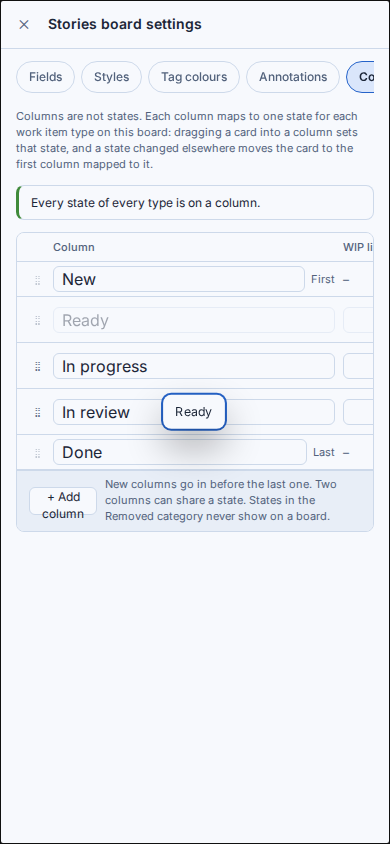 Stories board settings
Fields
Styles
Tag colours
Annotations
Co
Columns are not states. Each column maps to one state for each
work item type on this board: dragging a card into a column sets
that state, and a state changed elsewhere moves the card to the
first column mapped to it.
Every state of every type is on a column.
Column
WIP li
New
First
–
Ready
In progress
In review
Ready
Done
Last
–
+ Add
column
New columns go in before the last one. Two
columns can share a state. States in the
Removed category never show on a board.